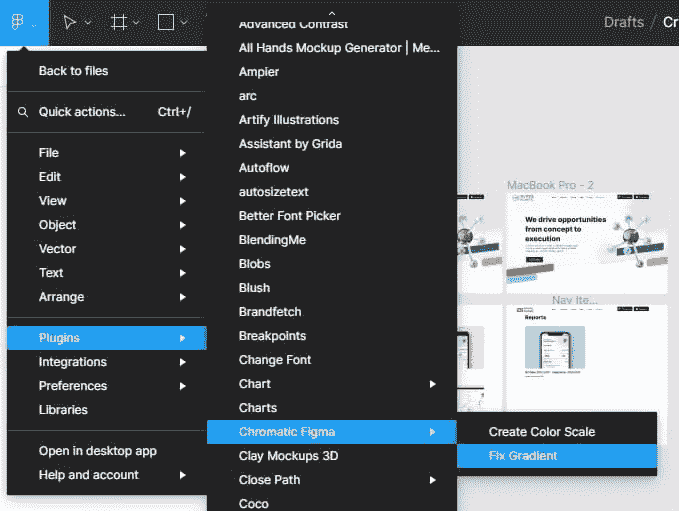 Drafts / Cr
Back to files
Quick actions... Ctrl+/
File
Edit
View
Object
Vector
Text
Arrange
Plugins
Integrations
Preferences
Libraries
Open in desktop app
Help and account
Advanced Contrast
All Hands Mockup Generator | Me...
Ampier
arc
Artify Illustrations
Assistant by Grida
Autoflow
autosizetext
Better Font Picker
BlendingMe
Blobs
Blush
Brandfetch
Breakpoints
Change Font
Chart
Charts
Chromatic Figma
Clay Mockups 3D
Close Path
Coco
Create Color Scale
Fix Gradient
MacBook Pro - 2
We drive opportunities
from concept to
execution
Nav Ite...
Reports